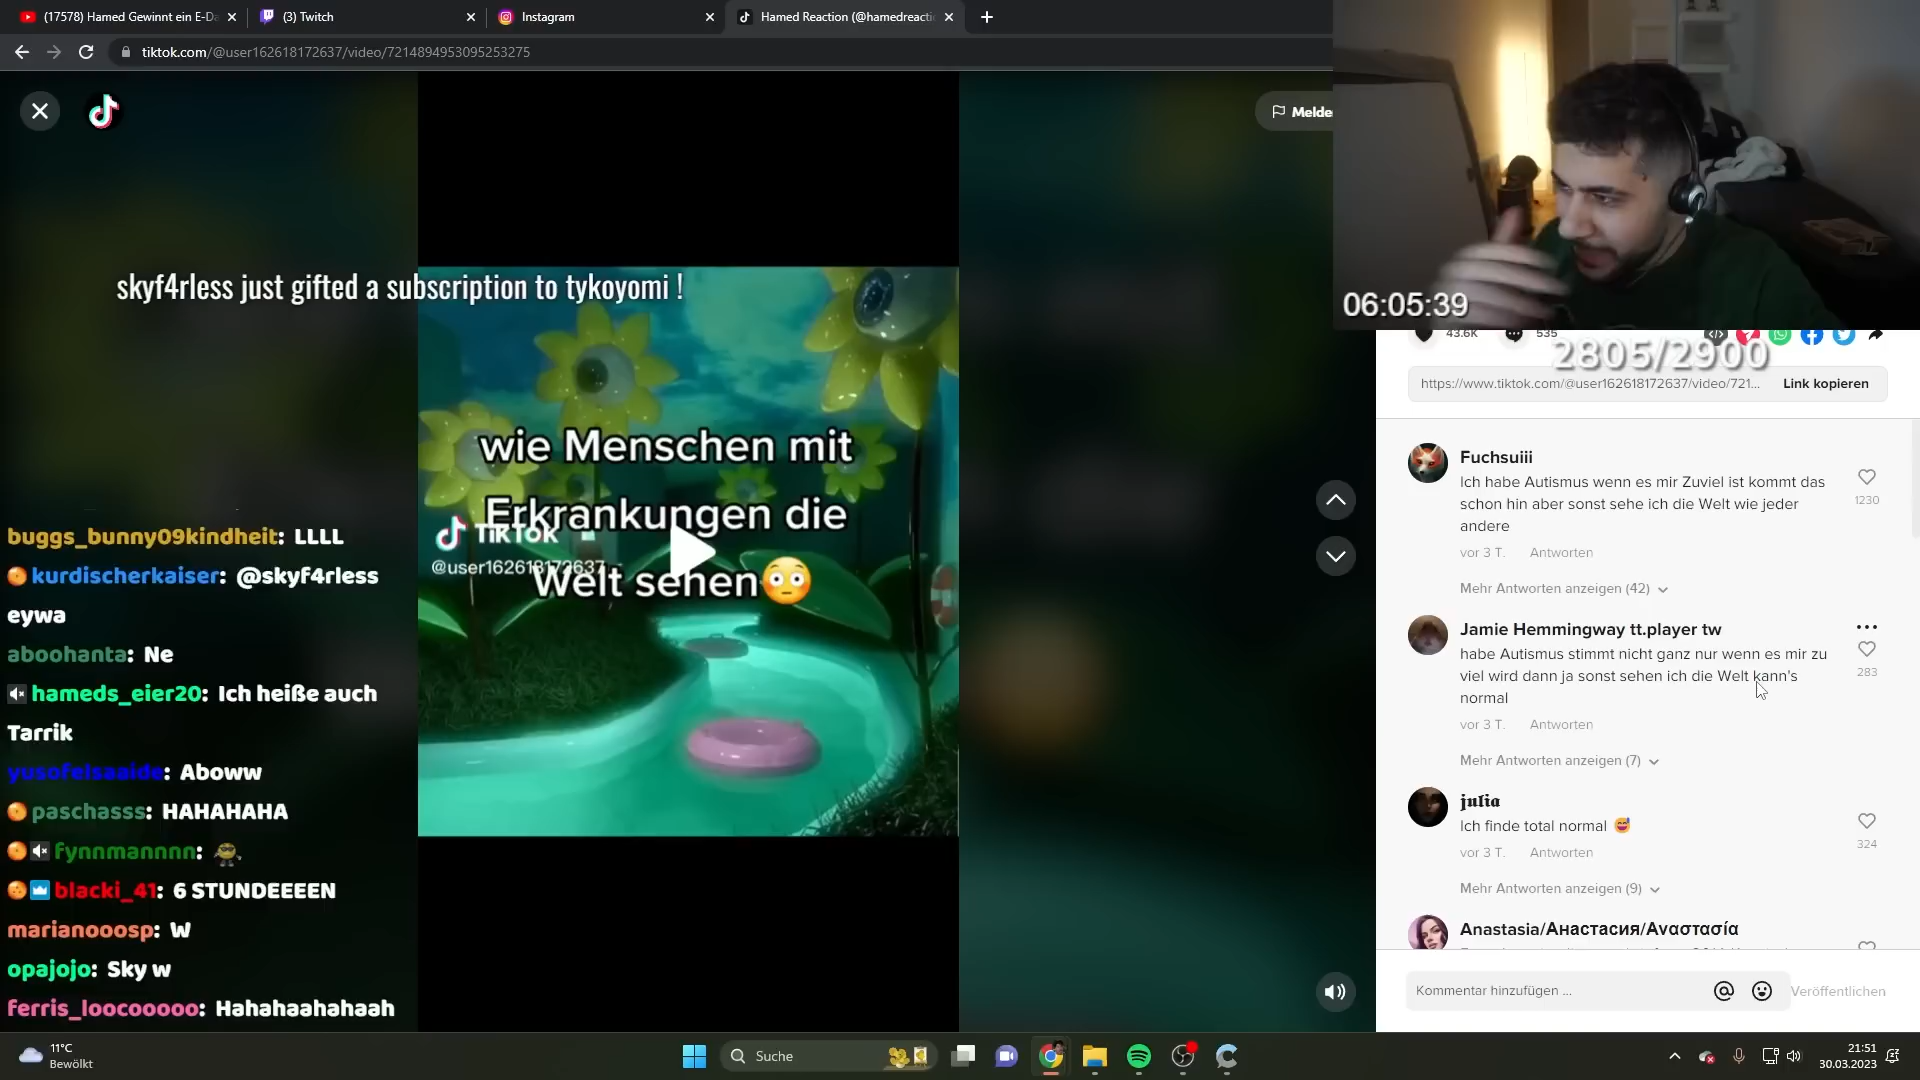 (17578) Hamed Gewinnt ein E-Da
(3) Twitch
Instagram
Hamed Reaction (@hamedreacti
tiktok.com/@user162618172637/video/7214894953095253275
Melde
skyf4rless just gifted a subscription to tykoyomi !
06:05:39
43.6K
535
2805/2900
https://www.tiktok.com/@user162618172637/video/721...
Link kopieren
wie Menschen mit
Erkrankungen die
Welt sehen😳
TikTok
@user162618172637
buggs_bunny09kindheit: LLLL
kurdischerkaiser: @skyf4rless
eywa
aboohanta: Ne
hameds_eier20: Ich heiße auch
Tarrik
yusofelsaaide: Aboww
paschasss: HAHAHAHA
fynnmannnn:
blacki_41: 6 STUNDEEEEN
marianooosp: W
opajojo: Sky w
ferris_loocooooo: Hahahaahahaah
Fuchsuiii
Ich habe Autismus wenn es mir Zuviel ist kommt das
schon hin aber sonst sehe ich die Welt wie jeder
andere
1230
vor 3 T. Antworten
Mehr Antworten anzeigen (42)
Jamie Hemmingway tt.player tw
habe Autismus stimmt nicht ganz nur wenn es mir zu
viel wird dann ja sonst sehen ich die Welt kann's
normal
283
vor 3 T. Antworten
Mehr Antworten anzeigen (7)
𝖏𝖚𝖑𝖎𝖆
Ich finde total normal 😅
324
vor 3 T. Antworten
Mehr Antworten anzeigen (9)
Anastasia/Анастасия/Αναστασία
Kommentar hinzufügen ...
Veröffentlichen
11°C
Bewölkt
Suche
21:51
30.03.2023